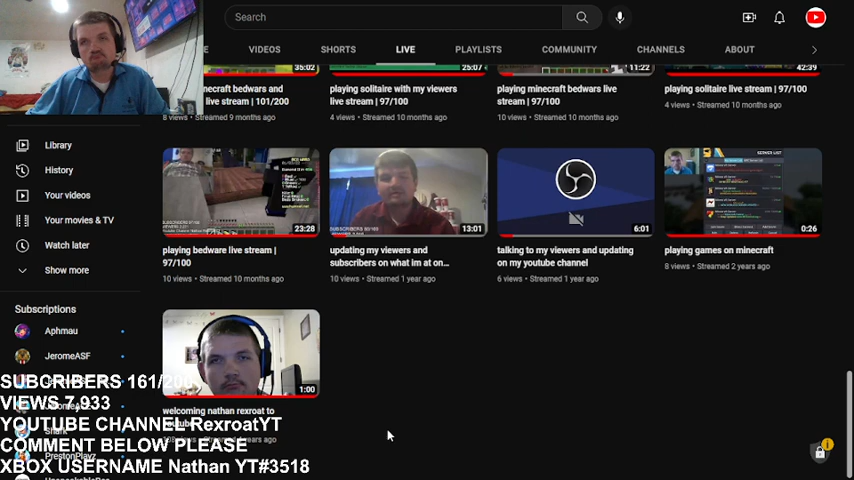 Search
E VIDEOS SHORTS LIVE PLAYLISTS COMMUNITY CHANNELS ABOUT
35:02 25:07 11:22 42:39
minecraft bedwars and
live stream | 101/200
8 views • Streamed 9 months ago
playing solitaire with my viewers
live stream | 97/100
4 views • Streamed 10 months ago
playing minecraft bedwars live
stream | 97/100
10 views • Streamed 10 months ago
playing solitaire live stream | 97/100
4 views • Streamed 10 months ago
Library
History
Your videos
Your movies & TV
Watch later
Show more
23:28
playing bedware live stream |
97/100
10 views • Streamed 10 months ago
13:01
updating my viewers and
subscribers on what im at on...
10 views • Streamed 1 year ago
6:01
talking to my viewers and updating
on my youtube channel
6 views • Streamed 1 year ago
0:26
playing games on minecraft
8 views • Streamed 2 years ago
Subscriptions
Aphmau
JeromeASF
PrestonPlayz
1:00
welcoming nathan rexroat to
SUBCRIBERS 161/200
VIEWS 7,933
YOUTUBE CHANNEL RexroatYT
COMMENT BELOW PLEASE
XBOX USERNAME Nathan YT#3518